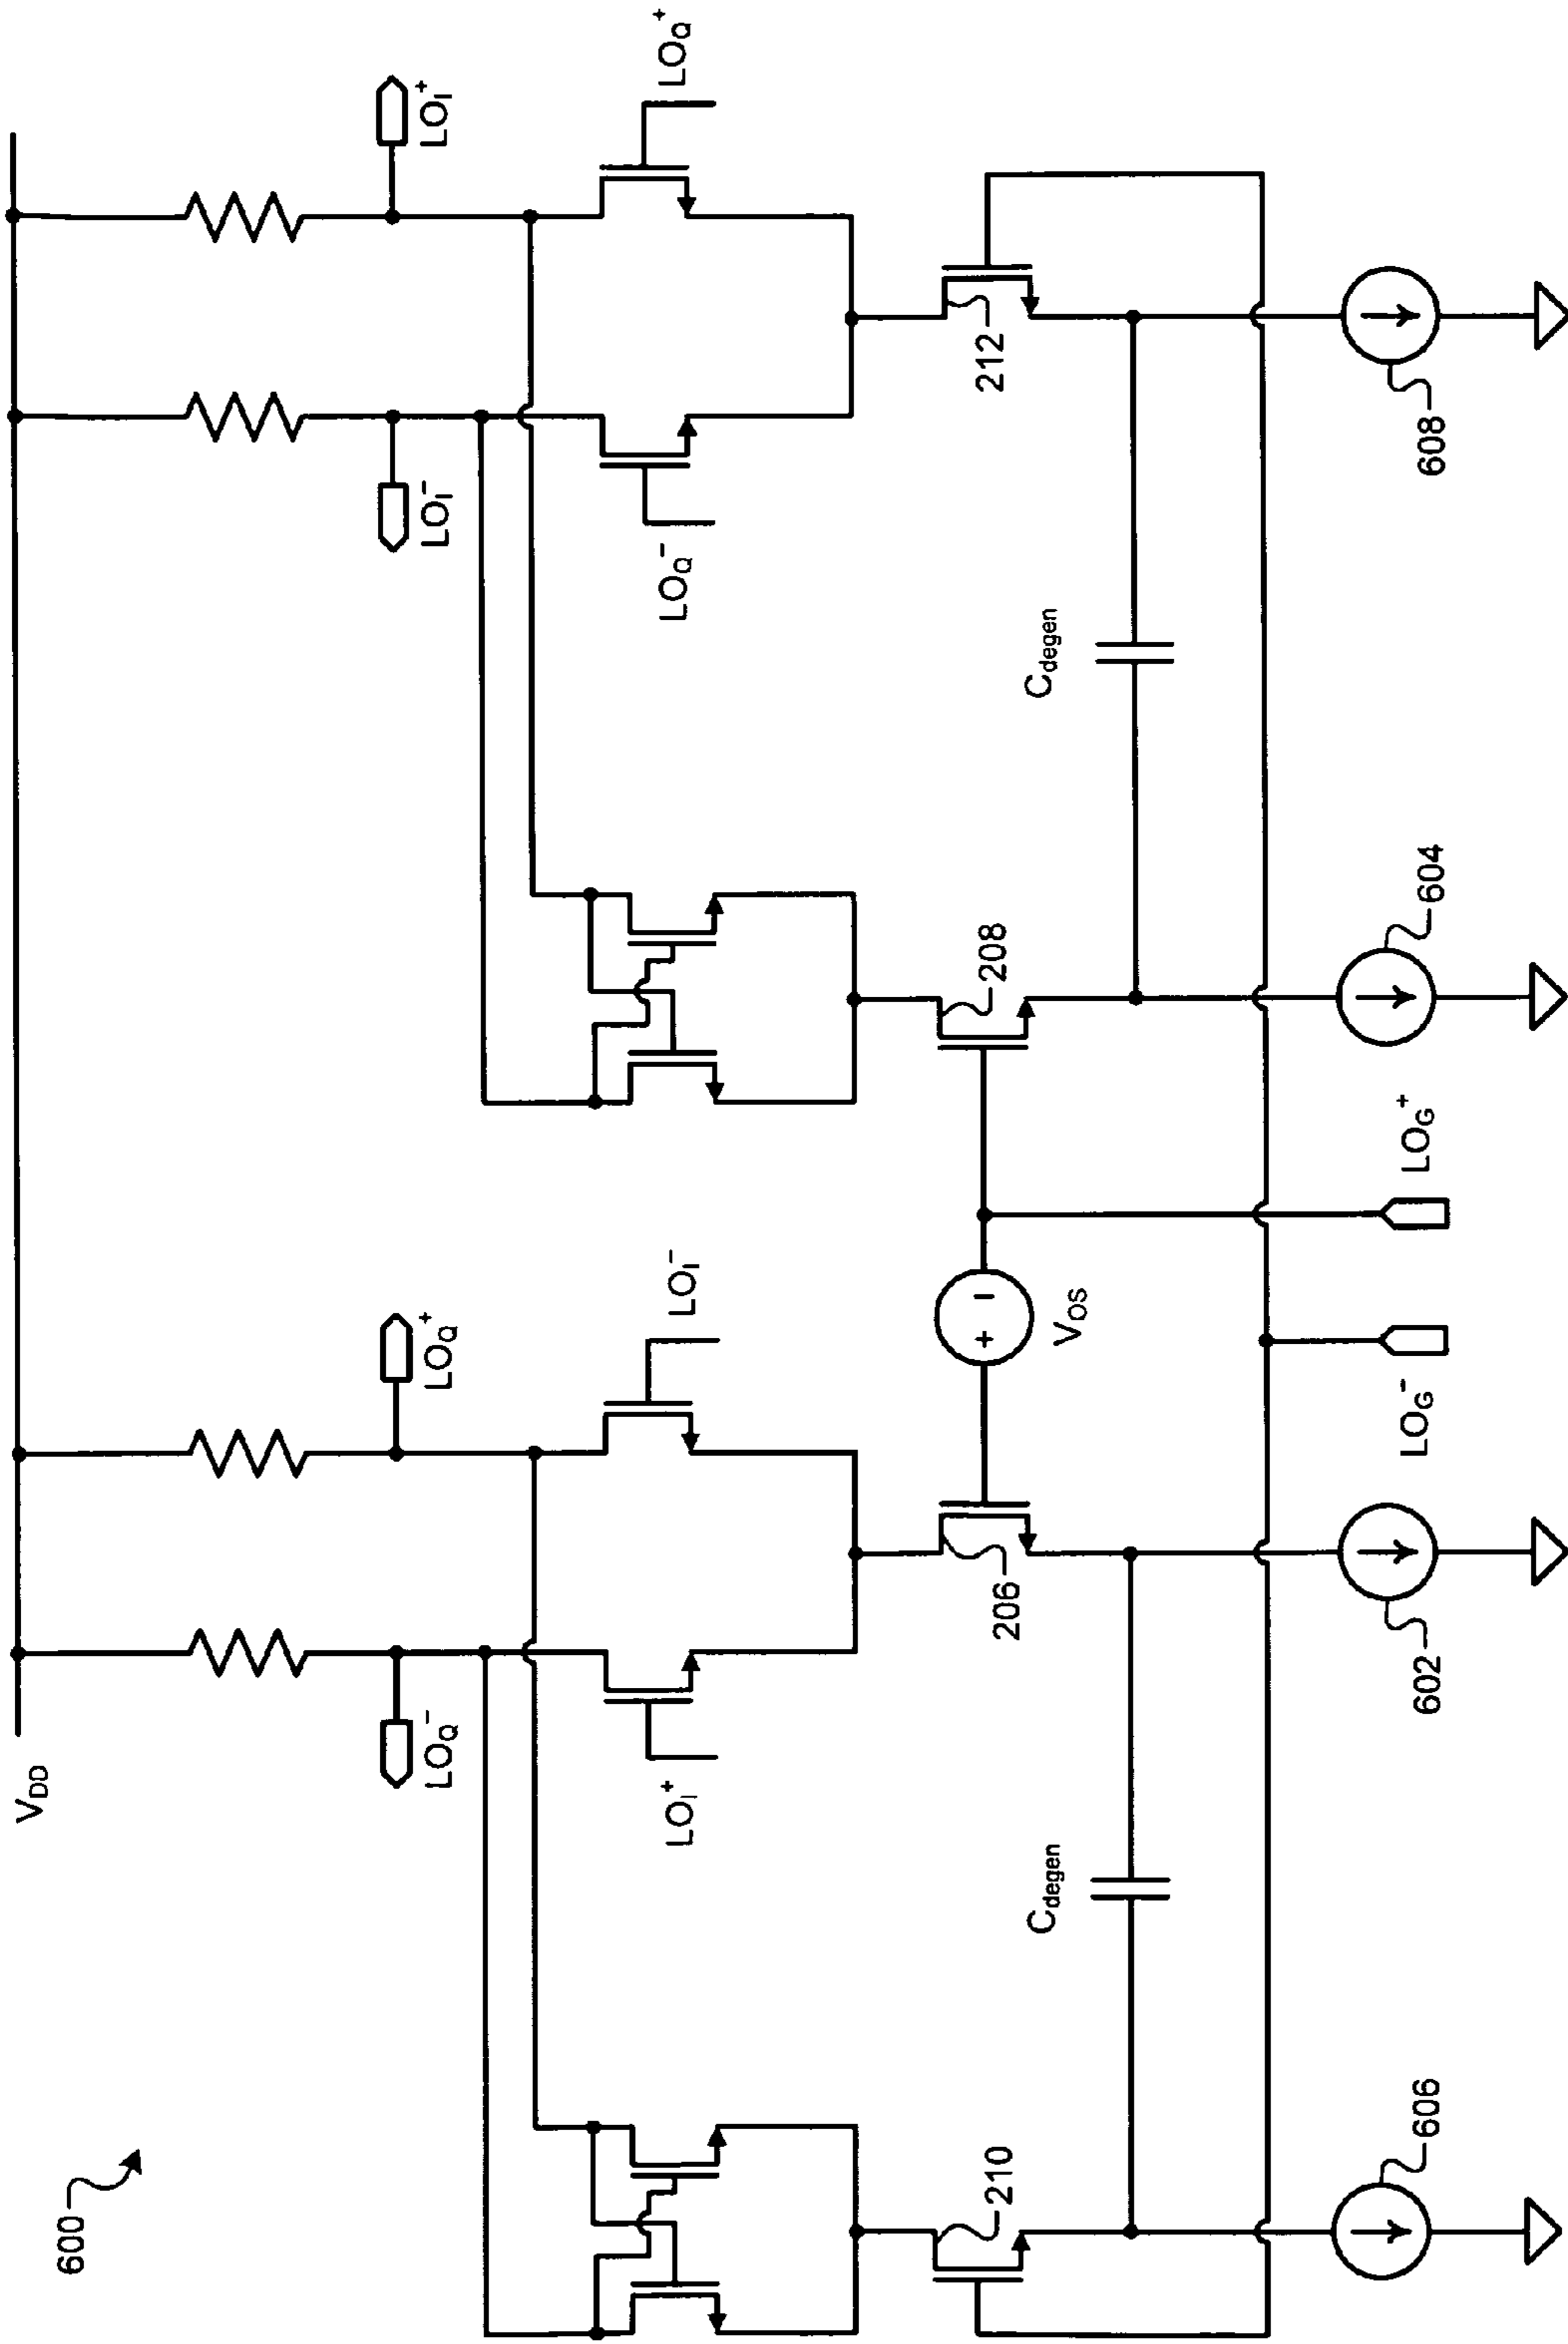 600
V_DD
LO_Q^-
LO_Q^+
LO_I^-
LO_I^+
LO_I^+
LO_I^-
LO_Q^-
LO_Q^+
210
206
208
212
V_OS
C_degen
C_degen
606
602
604
608
LO_G^-
LO_G^+